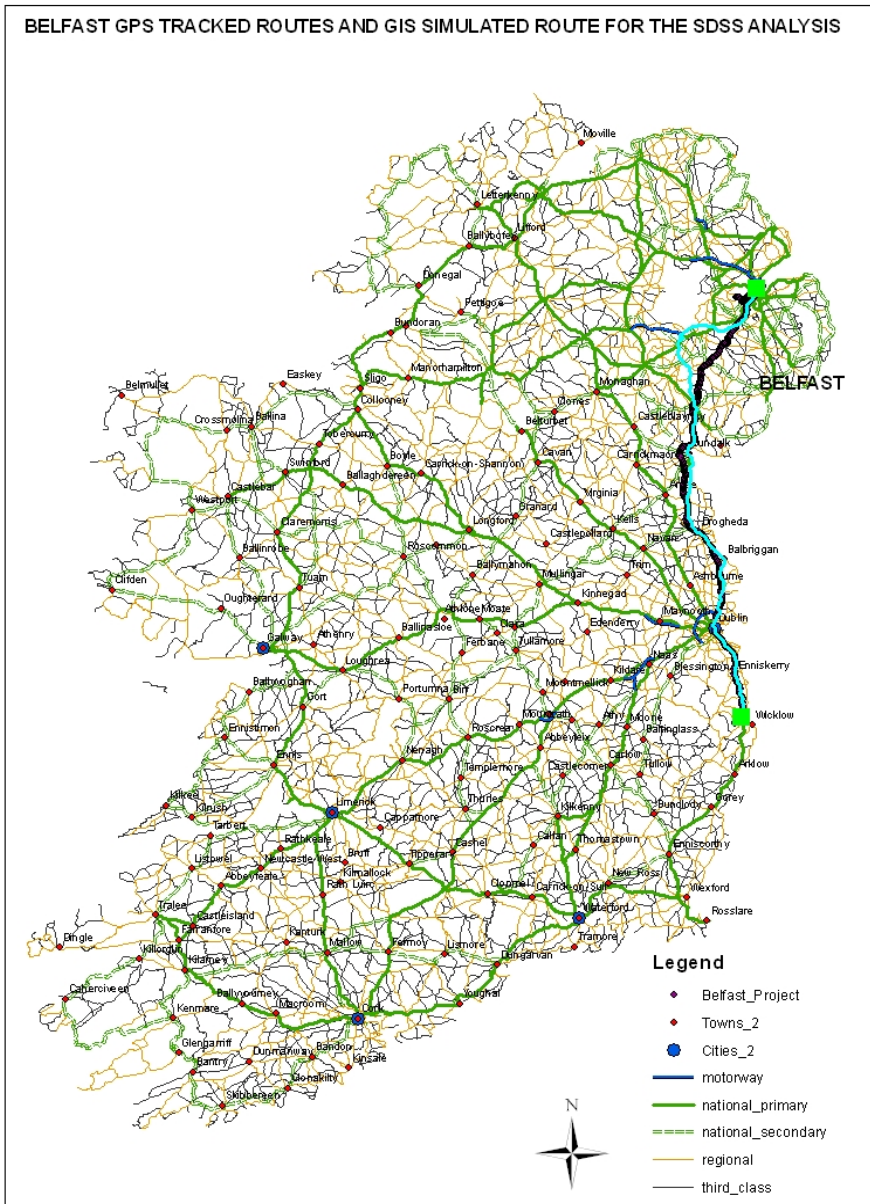 BELFAST GPS TRACKED ROUTES AND GIS SIMULATED ROUTE FOR THE SDSS ANALYSIS
Moville
Letterkenny
Lifford
Ballybofey
Donegal
Pettigoe
Bundoran
BELFAST
Manorhamilton
Easkey
Sligo
Belmullet
Monaghan
Collooney
Clones
Crossmolina
Ballina
Castleblayney
Belturbet
Tobercurry
Dundalk
Boyle
Cavan
Carrickmacross
Swinford
Carrick-on-Shannon
Ballaghdereen
Castlebar
Virginia
Westport
Granard
Longford
Claremorris
Kells
Drogheda
Castlepollard
Roscommon
Navan
Ballinrobe
Balbriggan
Ballymahon
Trim
Clifden
Tuam
Mullingar
Ashbourne
Oughterard
Kinnegad
Athlone
Moate
Maynooth
Dublin
Ballinasloe
Clara
Edenderry
Galway
Athenry
Ferbane
Tullamore
Naas
Loughrea
Kildare
Enniskerry
Blessington
Ballyvaghan
Mountmellick
Portumna
Birr
Gort
Wicklow
Ennistimon
Roscrea
Athy
Moone
Baltinglass
Abbeyleix
Ennis
Nenagh
Carlow
Arklow
Templemore
Castlecomer
Tullow
Kilkee
Kilrush
Limerick
Thurles
Gorey
Bunclody
Tarbert
Cappamore
Kilkenny
Rathkeale
Cashel
Callan
Thomastown
Enniscorthy
Listowel
Newcastle West
Bruff
Tipperary
Abbeyfeale
Kilmallock
New Ross
Rath Luirc
Clonmel
Carrick-on-Suir
Wexford
Tralee
Castleisland
Waterford
Rosslare
Farranfore
Dingle
Kanturk
Tramore
Killorglin
Mallow
Fermoy
Lismore
Killarney
Dungarvan
Caherciveen
Ballyvourney
Macroom
Youghal
Kenmare
Cork
Glengarriff
Bandon
Dunmanway
Kinsale
Bantry
Clonakilty
Skibbereen
Legend
Belfast_Project
Towns_2
Cities_2
motorway
N
national_primary
national_secondary
regional
third_class